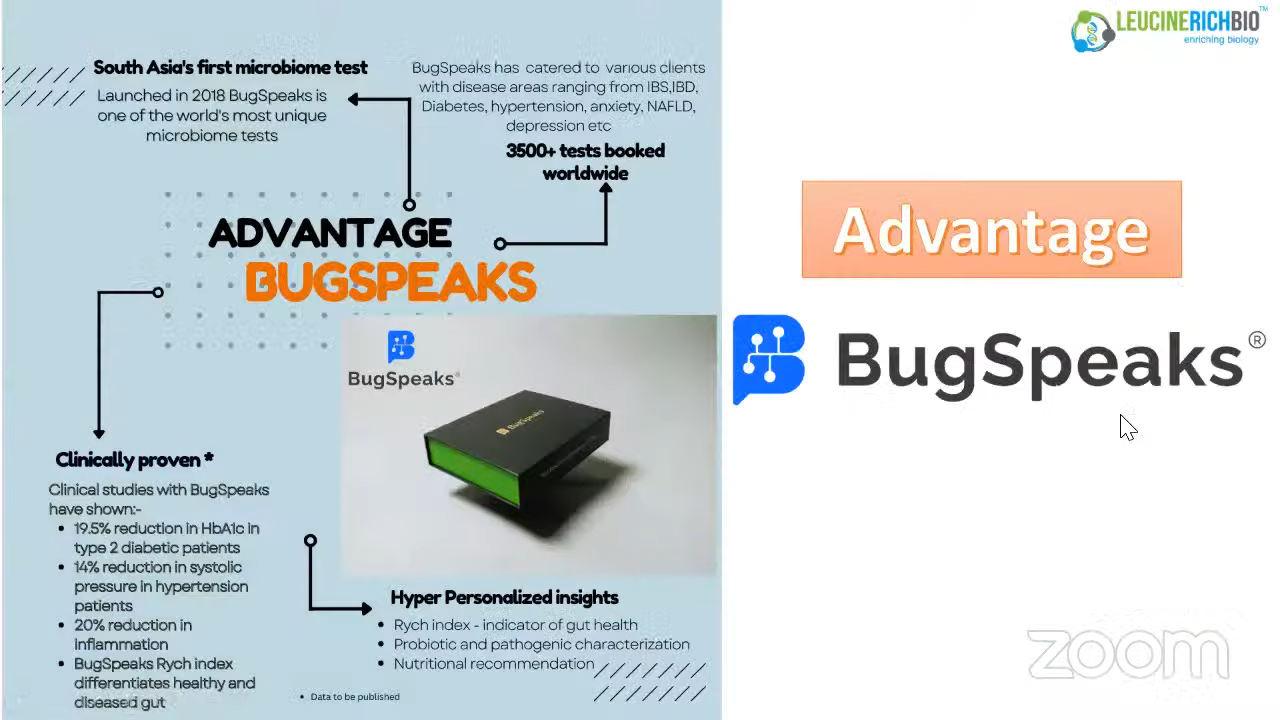 LEUCINERICHBIO™
enriching biology
South Asia's first microbiome test
Launched in 2018 BugSpeaks is
one of the world's most unique
microbiome tests
BugSpeaks has catered to various clients
with disease areas ranging from IBS,IBD,
Diabetes, hypertension, anxiety, NAFLD,
depression etc
3500+ tests booked
worldwide
ADVANTAGE
BUGSPEAKS
BugSpeaks®
BugSpeaks
Clinically proven *
Clinical studies with BugSpeaks
have shown:-
• 19.5% reduction in HbA1c in
type 2 diabetic patients
• 14% reduction in systolic
pressure in hypertension
patients
• 20% reduction in
inflammation
• BugSpeaks Rych index
differentiates healthy and
diseased gut
Hyper Personalized insights
• Rych index - indicator of gut health
• Probiotic and pathogenic characterization
• Nutritional recommendation
• Data to be published
Advantage
BugSpeaks®
zoom